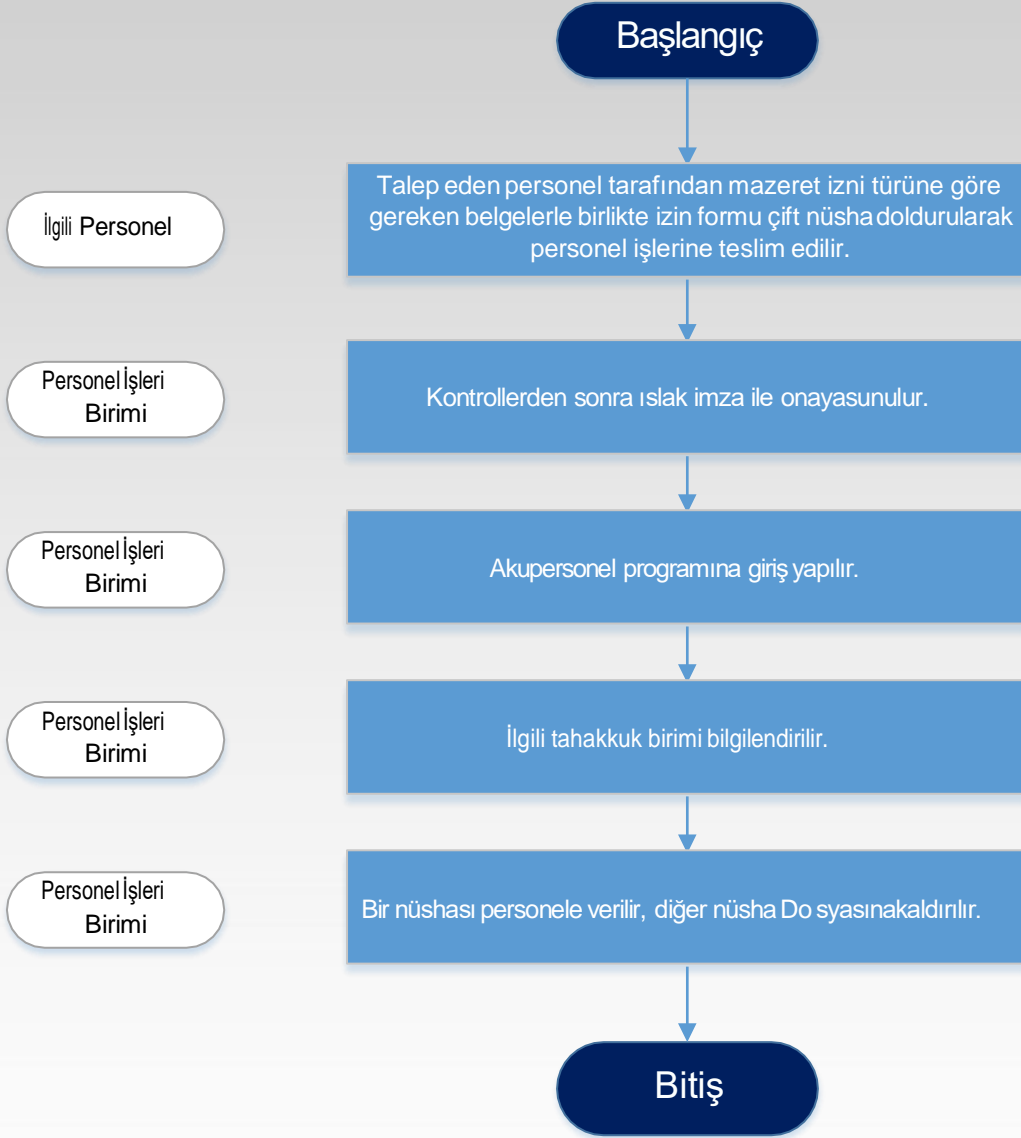 Başlangıç
İlgili Personel
Talep eden personel tarafından mazeret izni türüne göre
gereken belgelerle birlikte izin formu çift nüsha doldurularak
personel işlerine teslim edilir.
Personel İşleri
Birimi
Kontrollerden sonra ıslak imza ile onayasunulur.
Personel İşleri
Birimi
Akupersonel programına giriş yapılır.
Personel İşleri
Birimi
İlgili tahakkuk birimi bilgilendirilir.
Personel İşleri
Birimi
Bir nüshası personele verilir, diğer nüsha Do syasınakaldırılır.
Bitiş